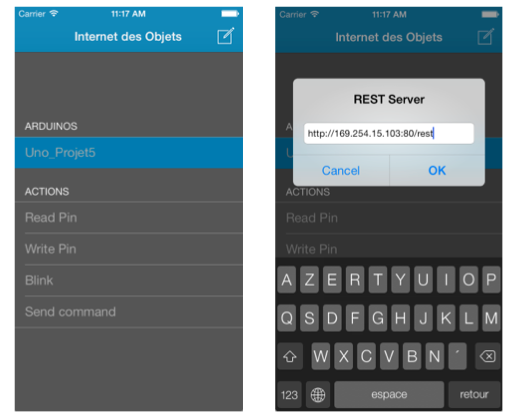 Carrier 11:17 AM
Internet des Objets
ARDUINOS
Uno_Projet5
ACTIONS
Read Pin
Write Pin
Blink
Send command
Carrier 11:17 AM
Internet des Objets
REST Server
http://169.254.15.103:80/rest
Cancel OK
A
U
ACTIONS
Read Pin
Write Pin
A Z E R T Y U I O P
Q S D F G H J K L M
W X C V B N ´
123 espace retour